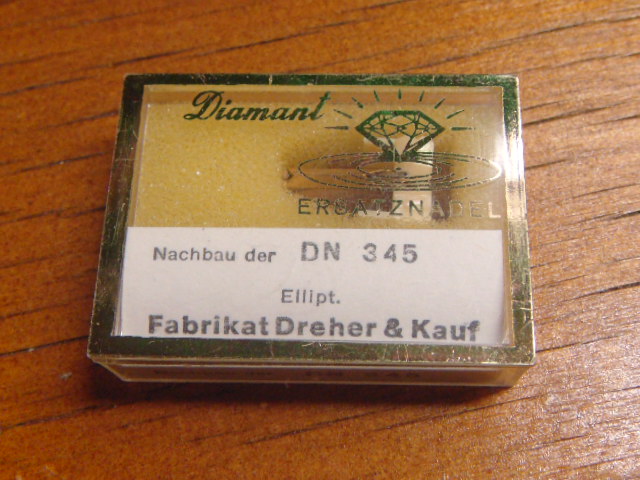 Diamant
ERSATZNADEL
Nachbau der DN 345
Ellipt.
Fabrikat Dreher & Kauf